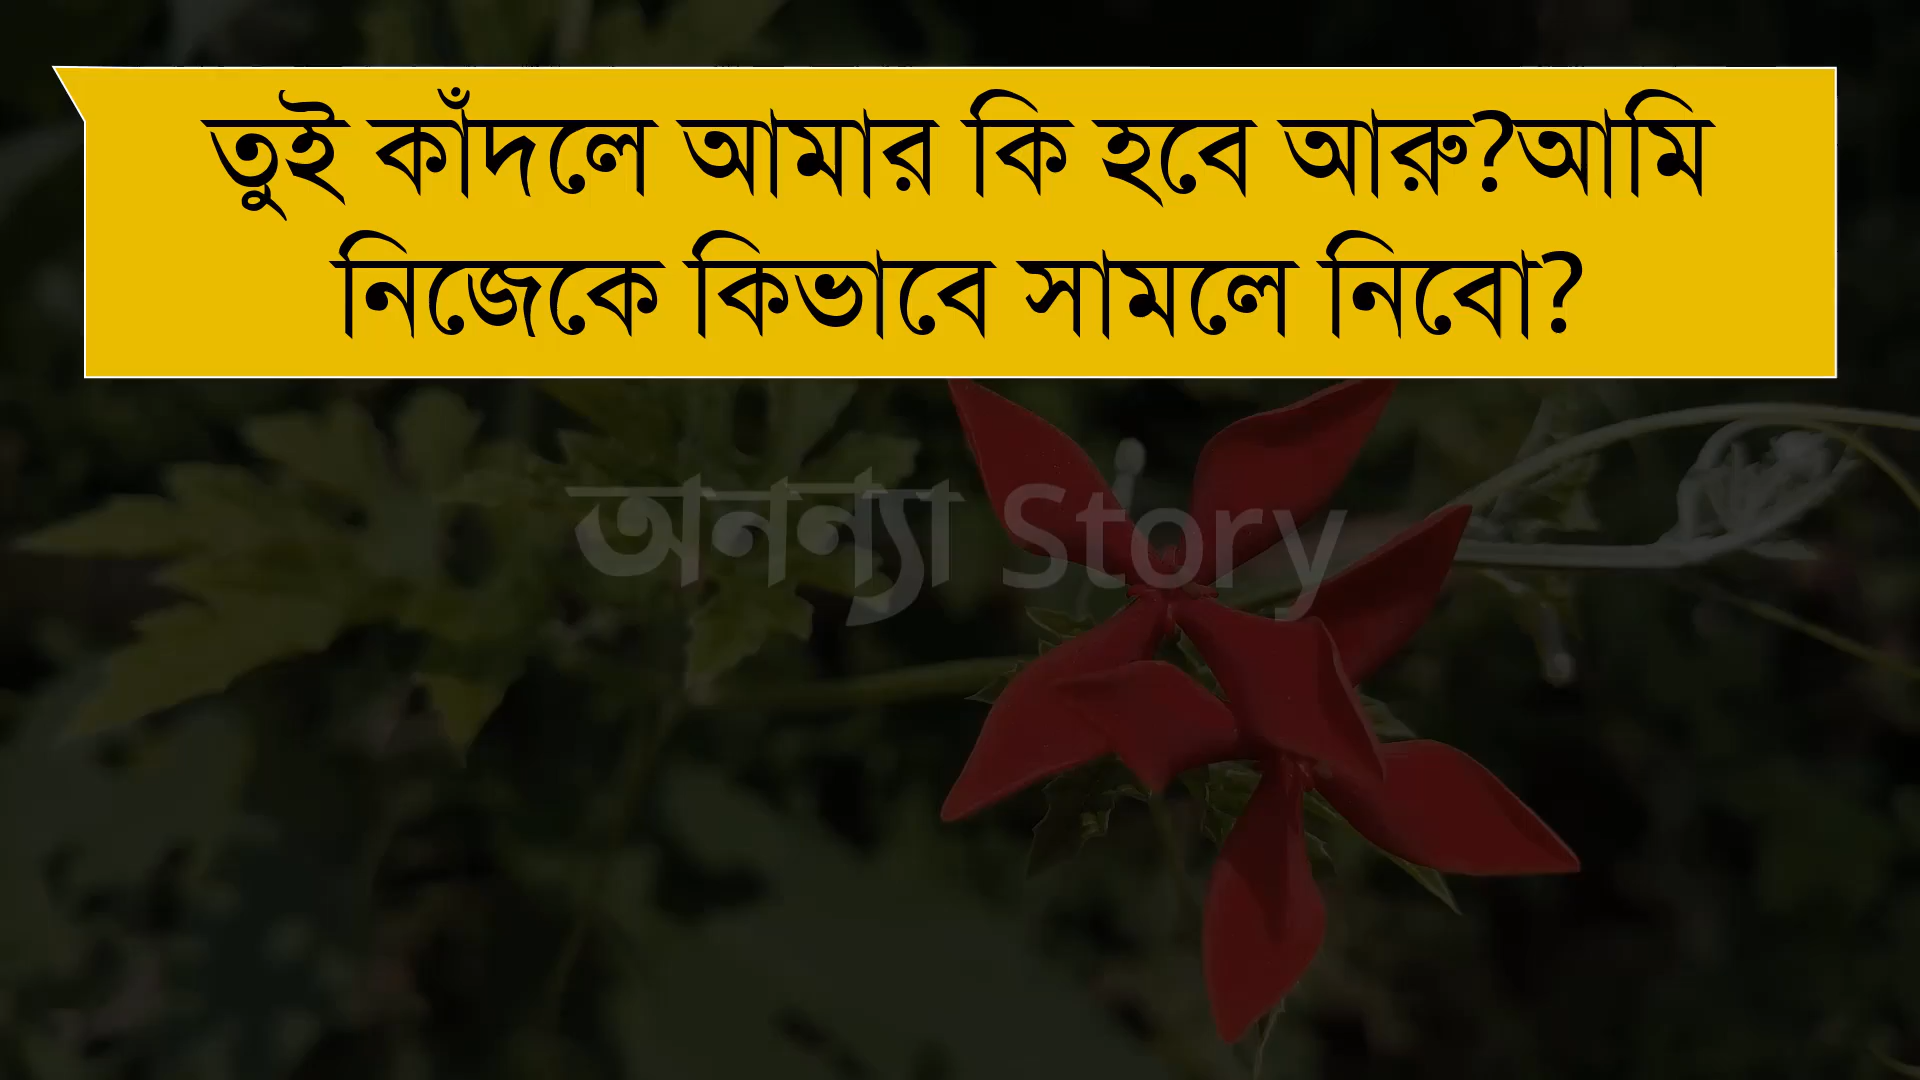 তুই কাঁদলে আমার কি হবে আরু?আমি
নিজেকে কিভাবে সামলে নিবো?
অনন্যা Story